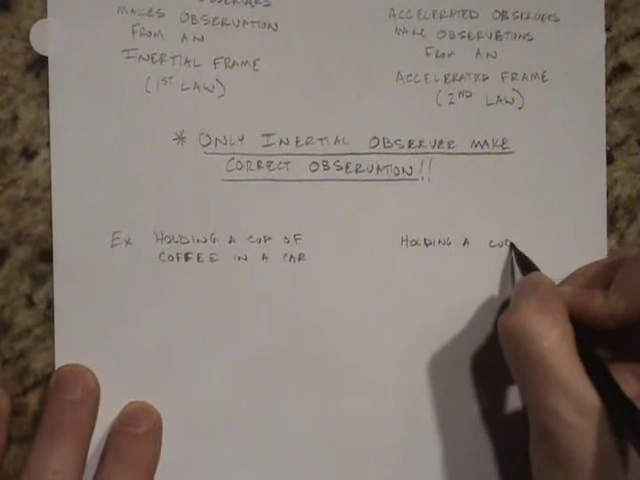 MAKES OBSERVATION
FROM AN
INERTIAL FRAME
(1ST LAW)
ACCELERATED OBSERVERS
MAKE OBSERVATIONS
FROM AN
ACCELERATED FRAME
(2ND LAW)
* ONLY INERTIAL OBSERVER MAKE
CORRECT OBSERVATION!!
EX HOLDING A CUP OF
COFFEE IN A CAR
HOLDING A CUP